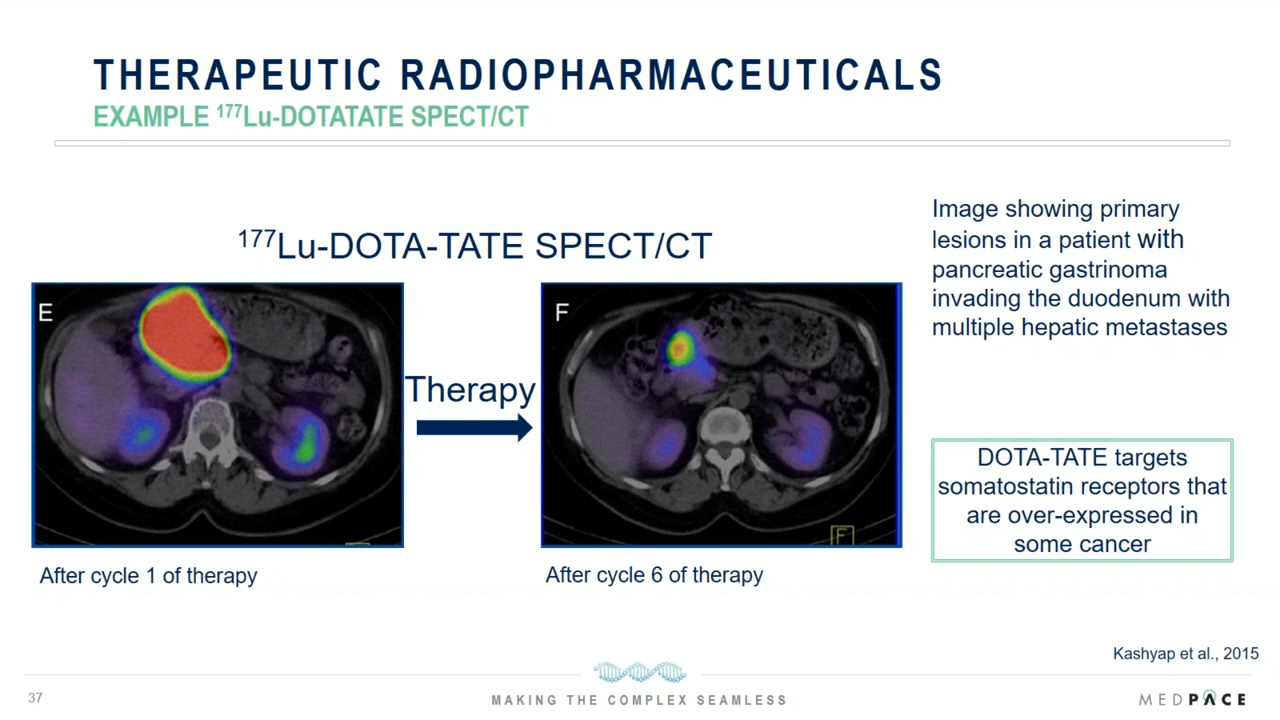 THERAPEUTIC RADIOPHARMACEUTICALS
EXAMPLE ¹⁷⁷Lu-DOTATATE SPECT/CT
¹⁷⁷Lu-DOTA-TATE SPECT/CT
E
Therapy
F
F
After cycle 1 of therapy
After cycle 6 of therapy
Image showing primary
lesions in a patient with
pancreatic gastrinoma
invading the duodenum with
multiple hepatic metastases
DOTA-TATE targets
somatostatin receptors that
are over-expressed in
some cancer
Kashyap et al., 2015
37
MAKING THE COMPLEX SEAMLESS
MEDPACE